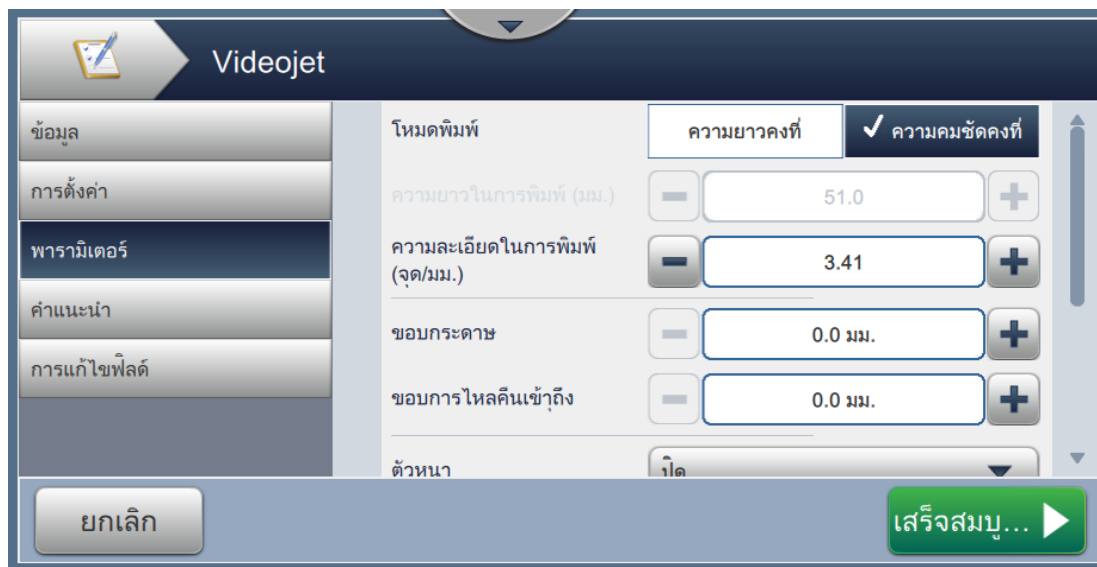 Videojet
ข้อมูล
การตั้งค่า
พารามิเตอร์
คำแนะนำ
การแก้ไขฟิลด์
โหมดพิมพ์
ความยาวคงที่
ความคมชัดคงที่
ความยาวในการพิมพ์ (มม.)
51.0
ความละเอียดในการพิมพ์
(จุด/มม.)
3.41
ขอบกระดาษ
0.0 มม.
ขอบการไหลคืนเข้าุถึง
0.0 มม.
ตัวหนา
ปิด
ยกเลิก
เสร็จสมบู...